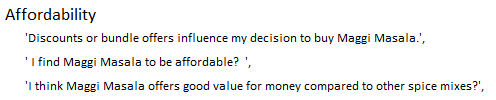 Affordability
'Discounts or bundle offers influence my decision to buy Maggi Masala.',
' I find Maggi Masala to be affordable?  ',
'I think Maggi Masala offers good value for money compared to other spice mixes?',